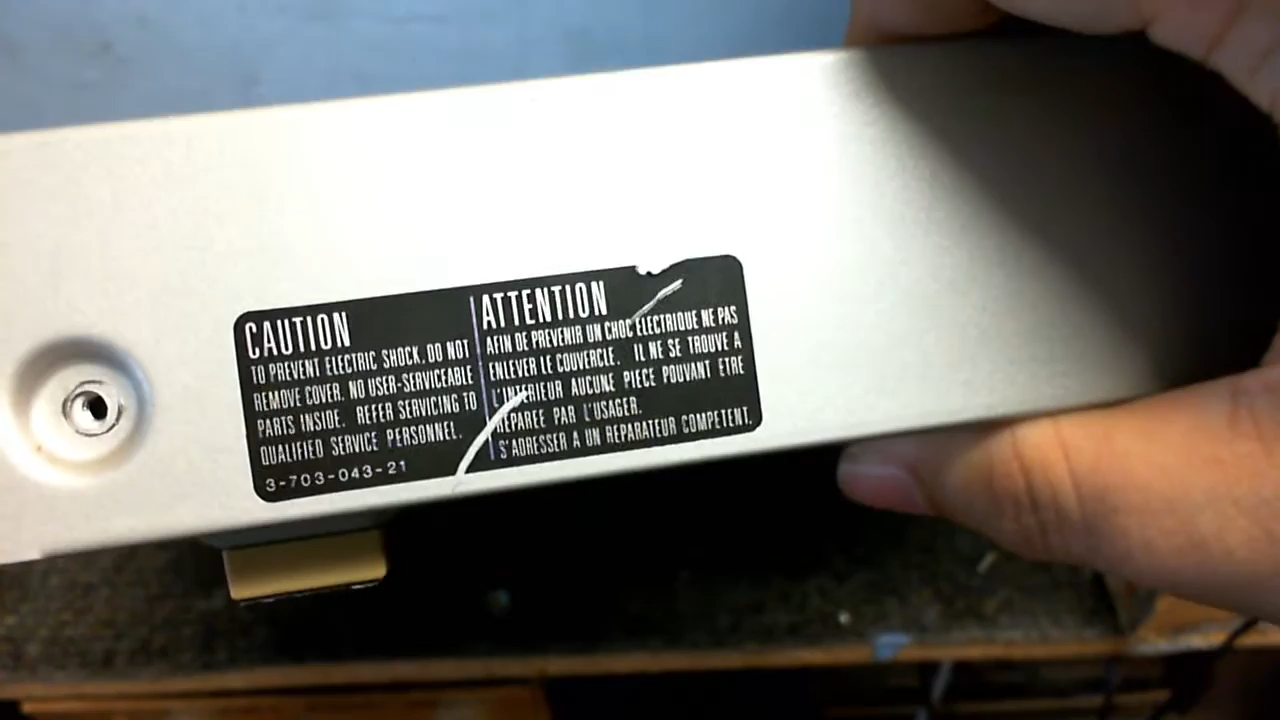 CAUTION
TO PREVENT ELECTRIC SHOCK, DO NOT
REMOVE COVER. NO USER-SERVICEABLE
PARTS INSIDE. REFER SERVICING TO
QUALIFIED SERVICE PERSONNEL.
3-703-043-21
ATTENTION
AFIN DE PREVENIR UN CHOC ELECTRIQUE NE PAS
ENLEVER LE COUVERCLE. IL NE SE TROUVE A
L'INTERIEUR AUCUNE PIECE POUVANT ETRE
REPAREE PAR L'USAGER.
S'ADRESSER A UN REPARATEUR COMPETENT.